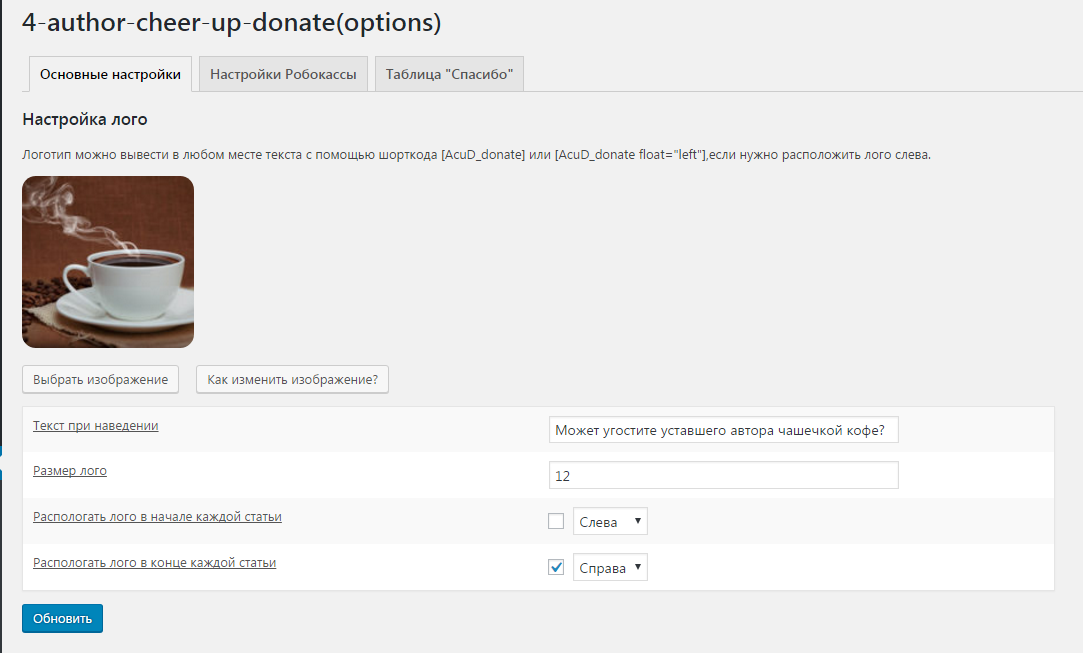 4-author-cheer-up-donate(options)
Основные настройки Настройки Робокассы Таблица "Спасибо"
Настройка лого
Логотип можно вывести в любом месте текста с помощью шорткода [AcuD_donate] или [AcuD_donate float="left"],если нужно расположить лого слева.
Выбрать изображение Как изменить изображение?
Текст при наведении Может угостите уставшего автора чашечкой кофе?
Размер лого 12
Распологать лого в начале каждой статьи Слева
Распологать лого в конце каждой статьи Справа
Обновить